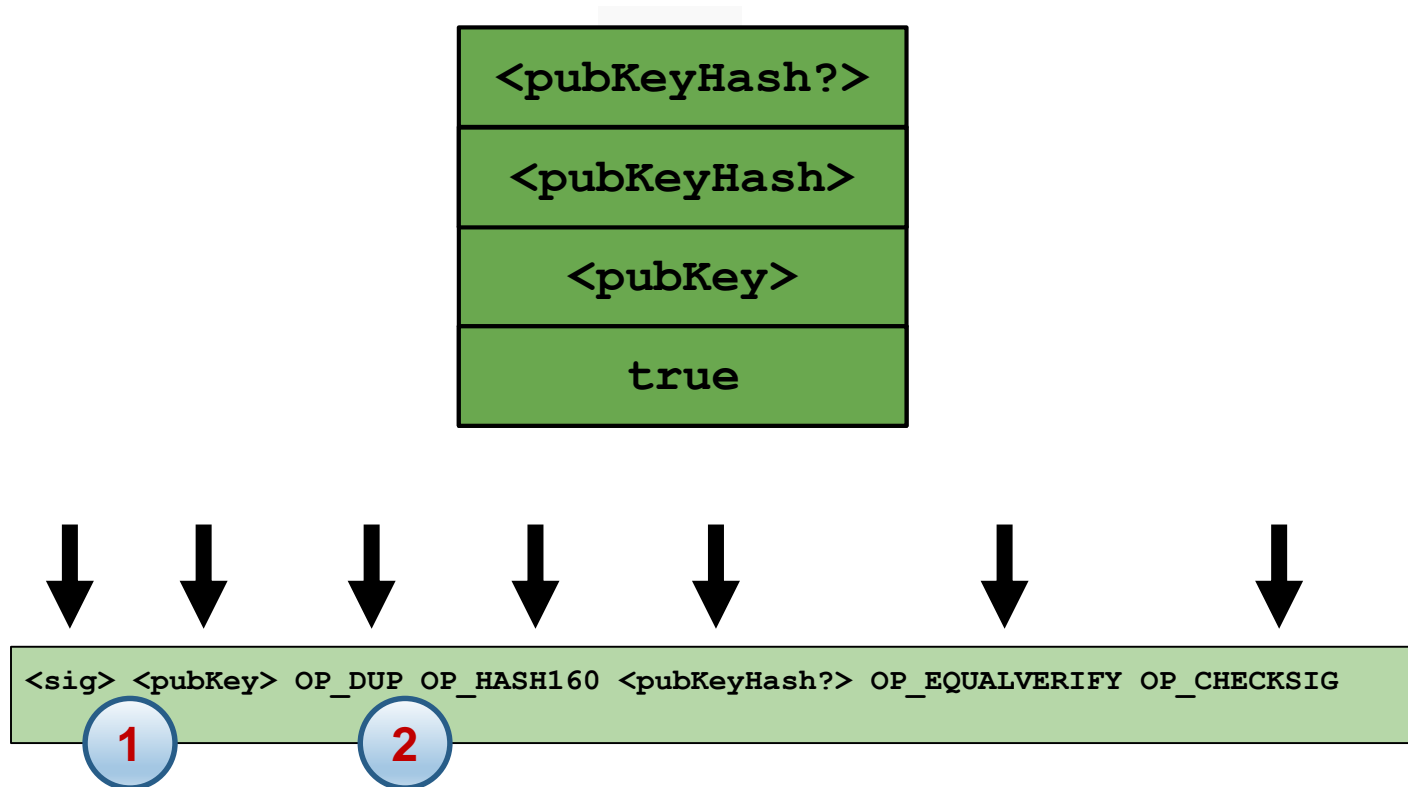 <pubKeyHash?>
<pubKeyHash>
<pubKey>
true
<sig> <pubKey> OP_DUP OP_HASH160 <pubKeyHash?> OP_EQUALVERIFY OP_CHECKSIG
1
2